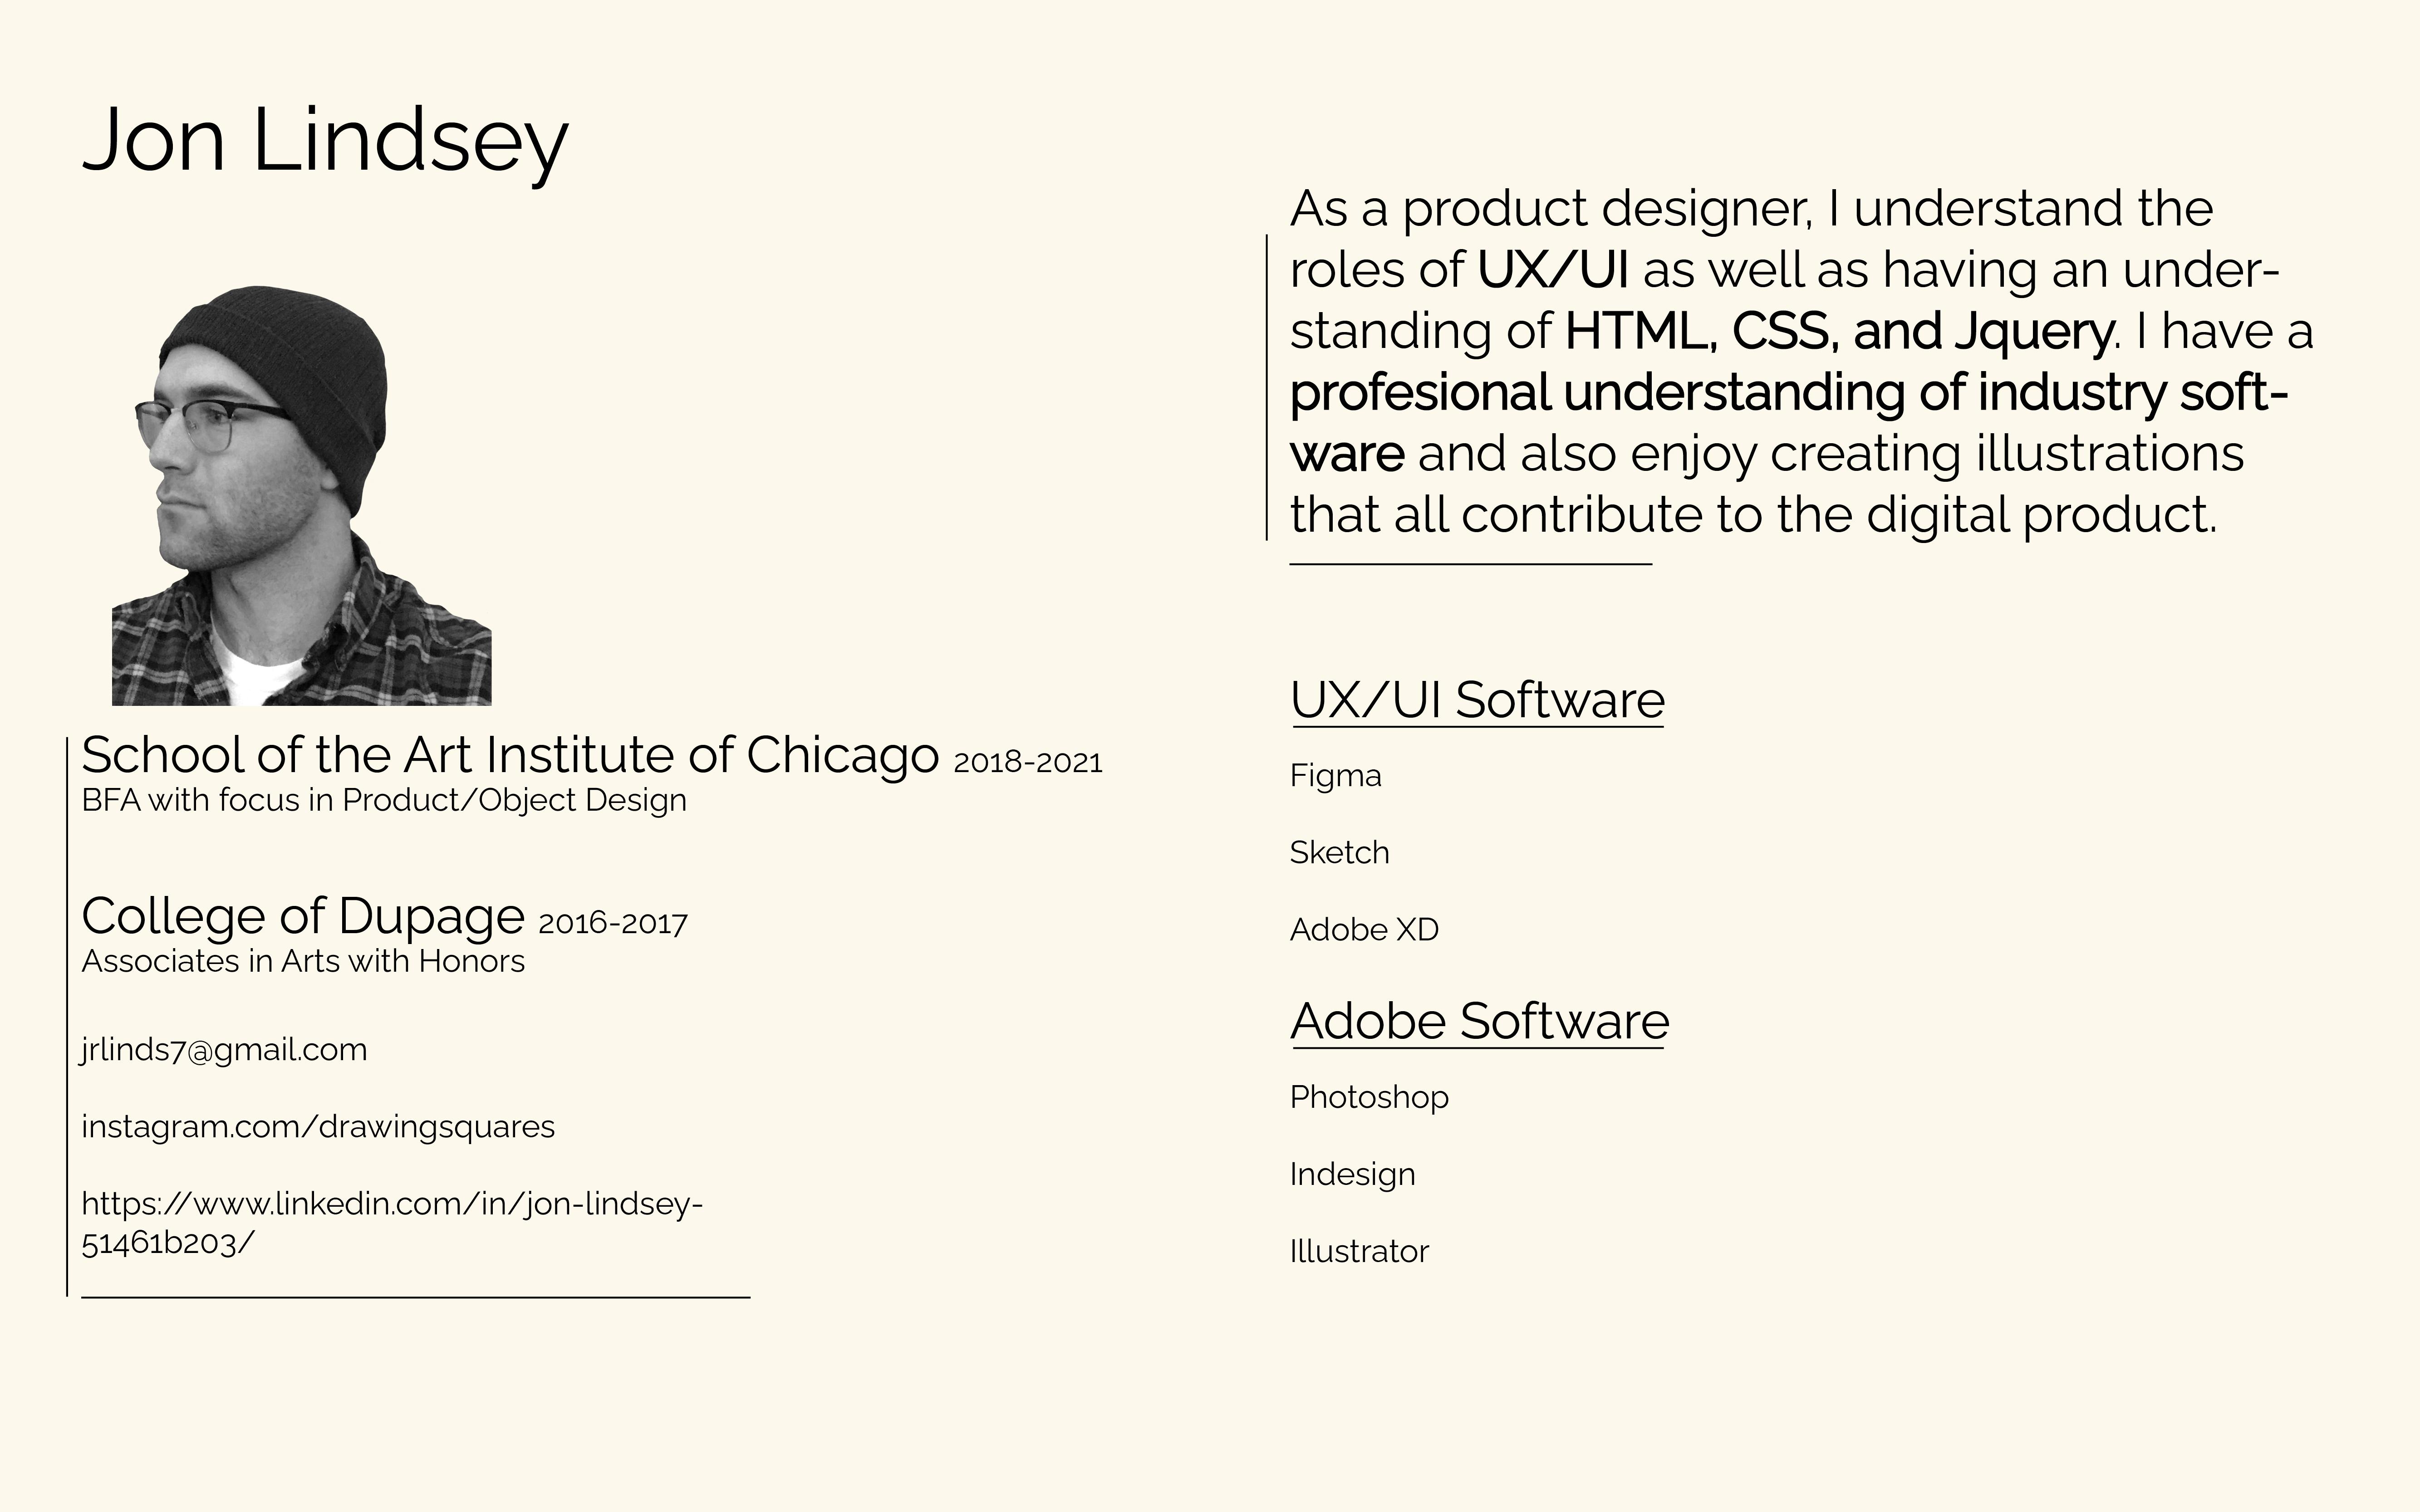 Jon Lindsey
School of the Art Institute of Chicago 2018-2021
BFA with focus in Product/Object Design
College of Dupage 2016-2017
Associates in Arts with Honors
jrlinds7@gmail.com
instagram.com/drawingsquares
https://www.linkedin.com/in/jon-lindsey-
51461b203/
As a product designer, I understand the
roles of UX/UI as well as having an under-
standing of HTML, CSS, and Jquery. I have a
profesional understanding of industry soft-
ware and also enjoy creating illustrations
that all contribute to the digital product.
UX/UI Software
Figma
Sketch
Adobe XD
Adobe Software
Photoshop
Indesign
Illustrator